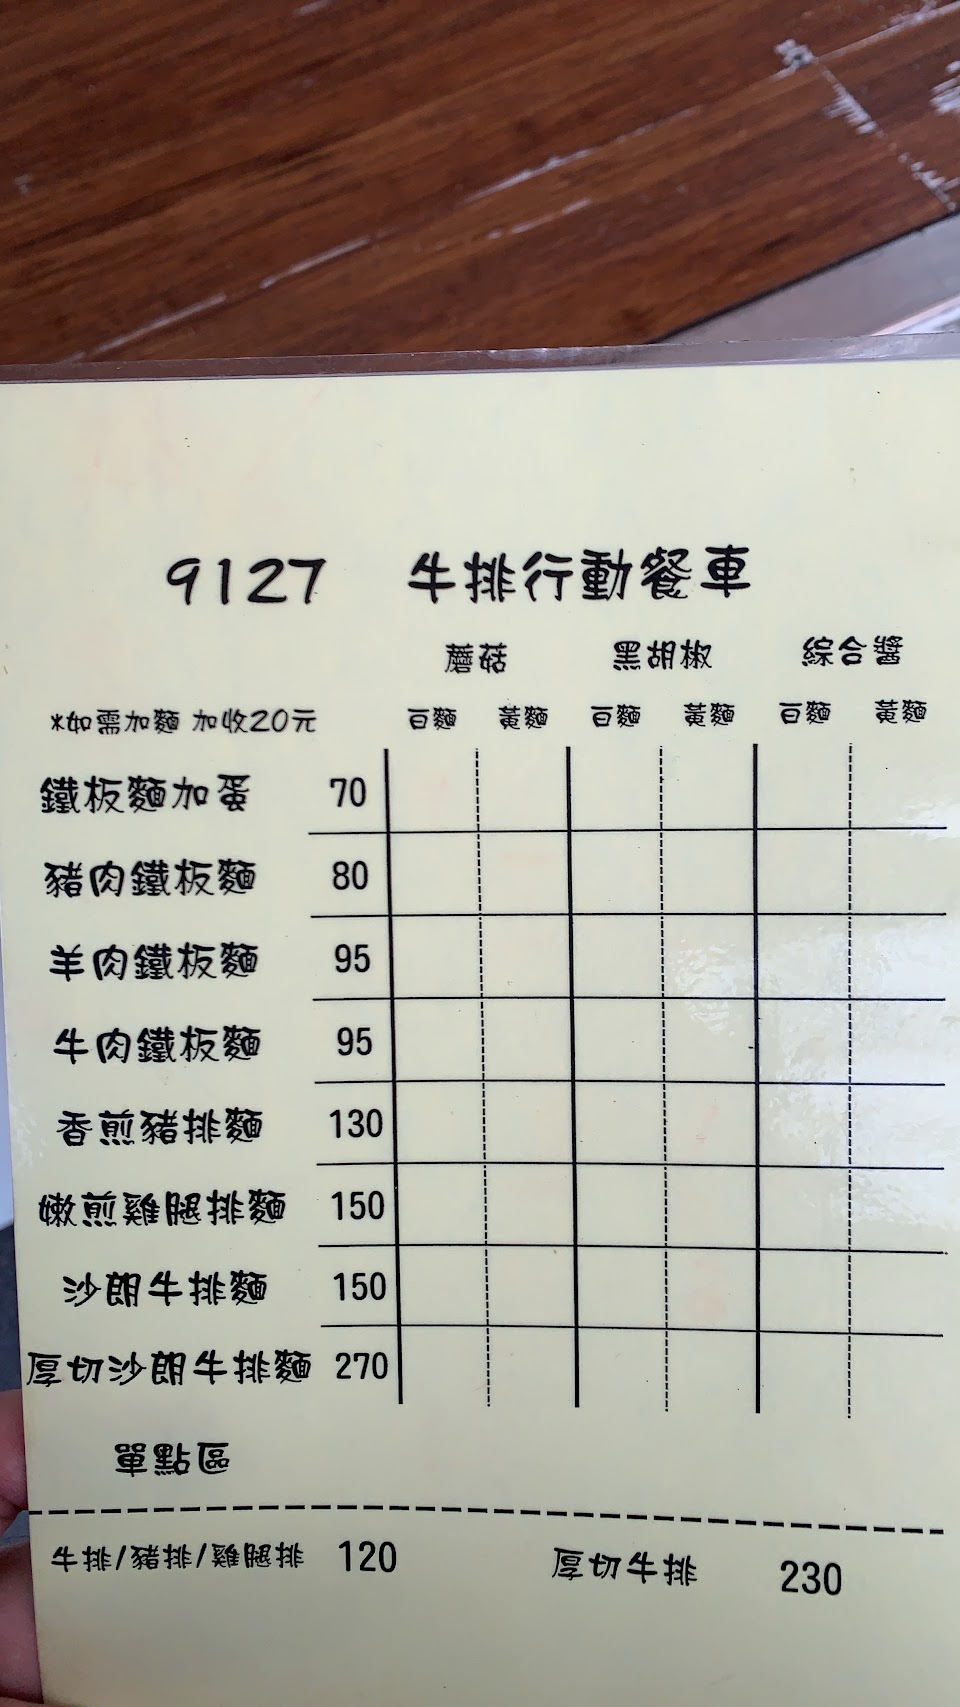 9127 牛排行動餐車
蘑菇 黑胡椒 綜合醬
*如需加麵 加收20元 白麵 黃麵 白麵 黃麵 白麵 黃麵
鐵板麵加蛋 70
豬肉鐵板麵 80
羊肉鐵板麵 95
牛肉鐵板麵 95
香煎豬排麵 130
嫩煎雞腿排麵 150
沙朗牛排麵 150
厚切沙朗牛排麵 270
單點區
牛排/豬排/雞腿排 120 厚切牛排 230